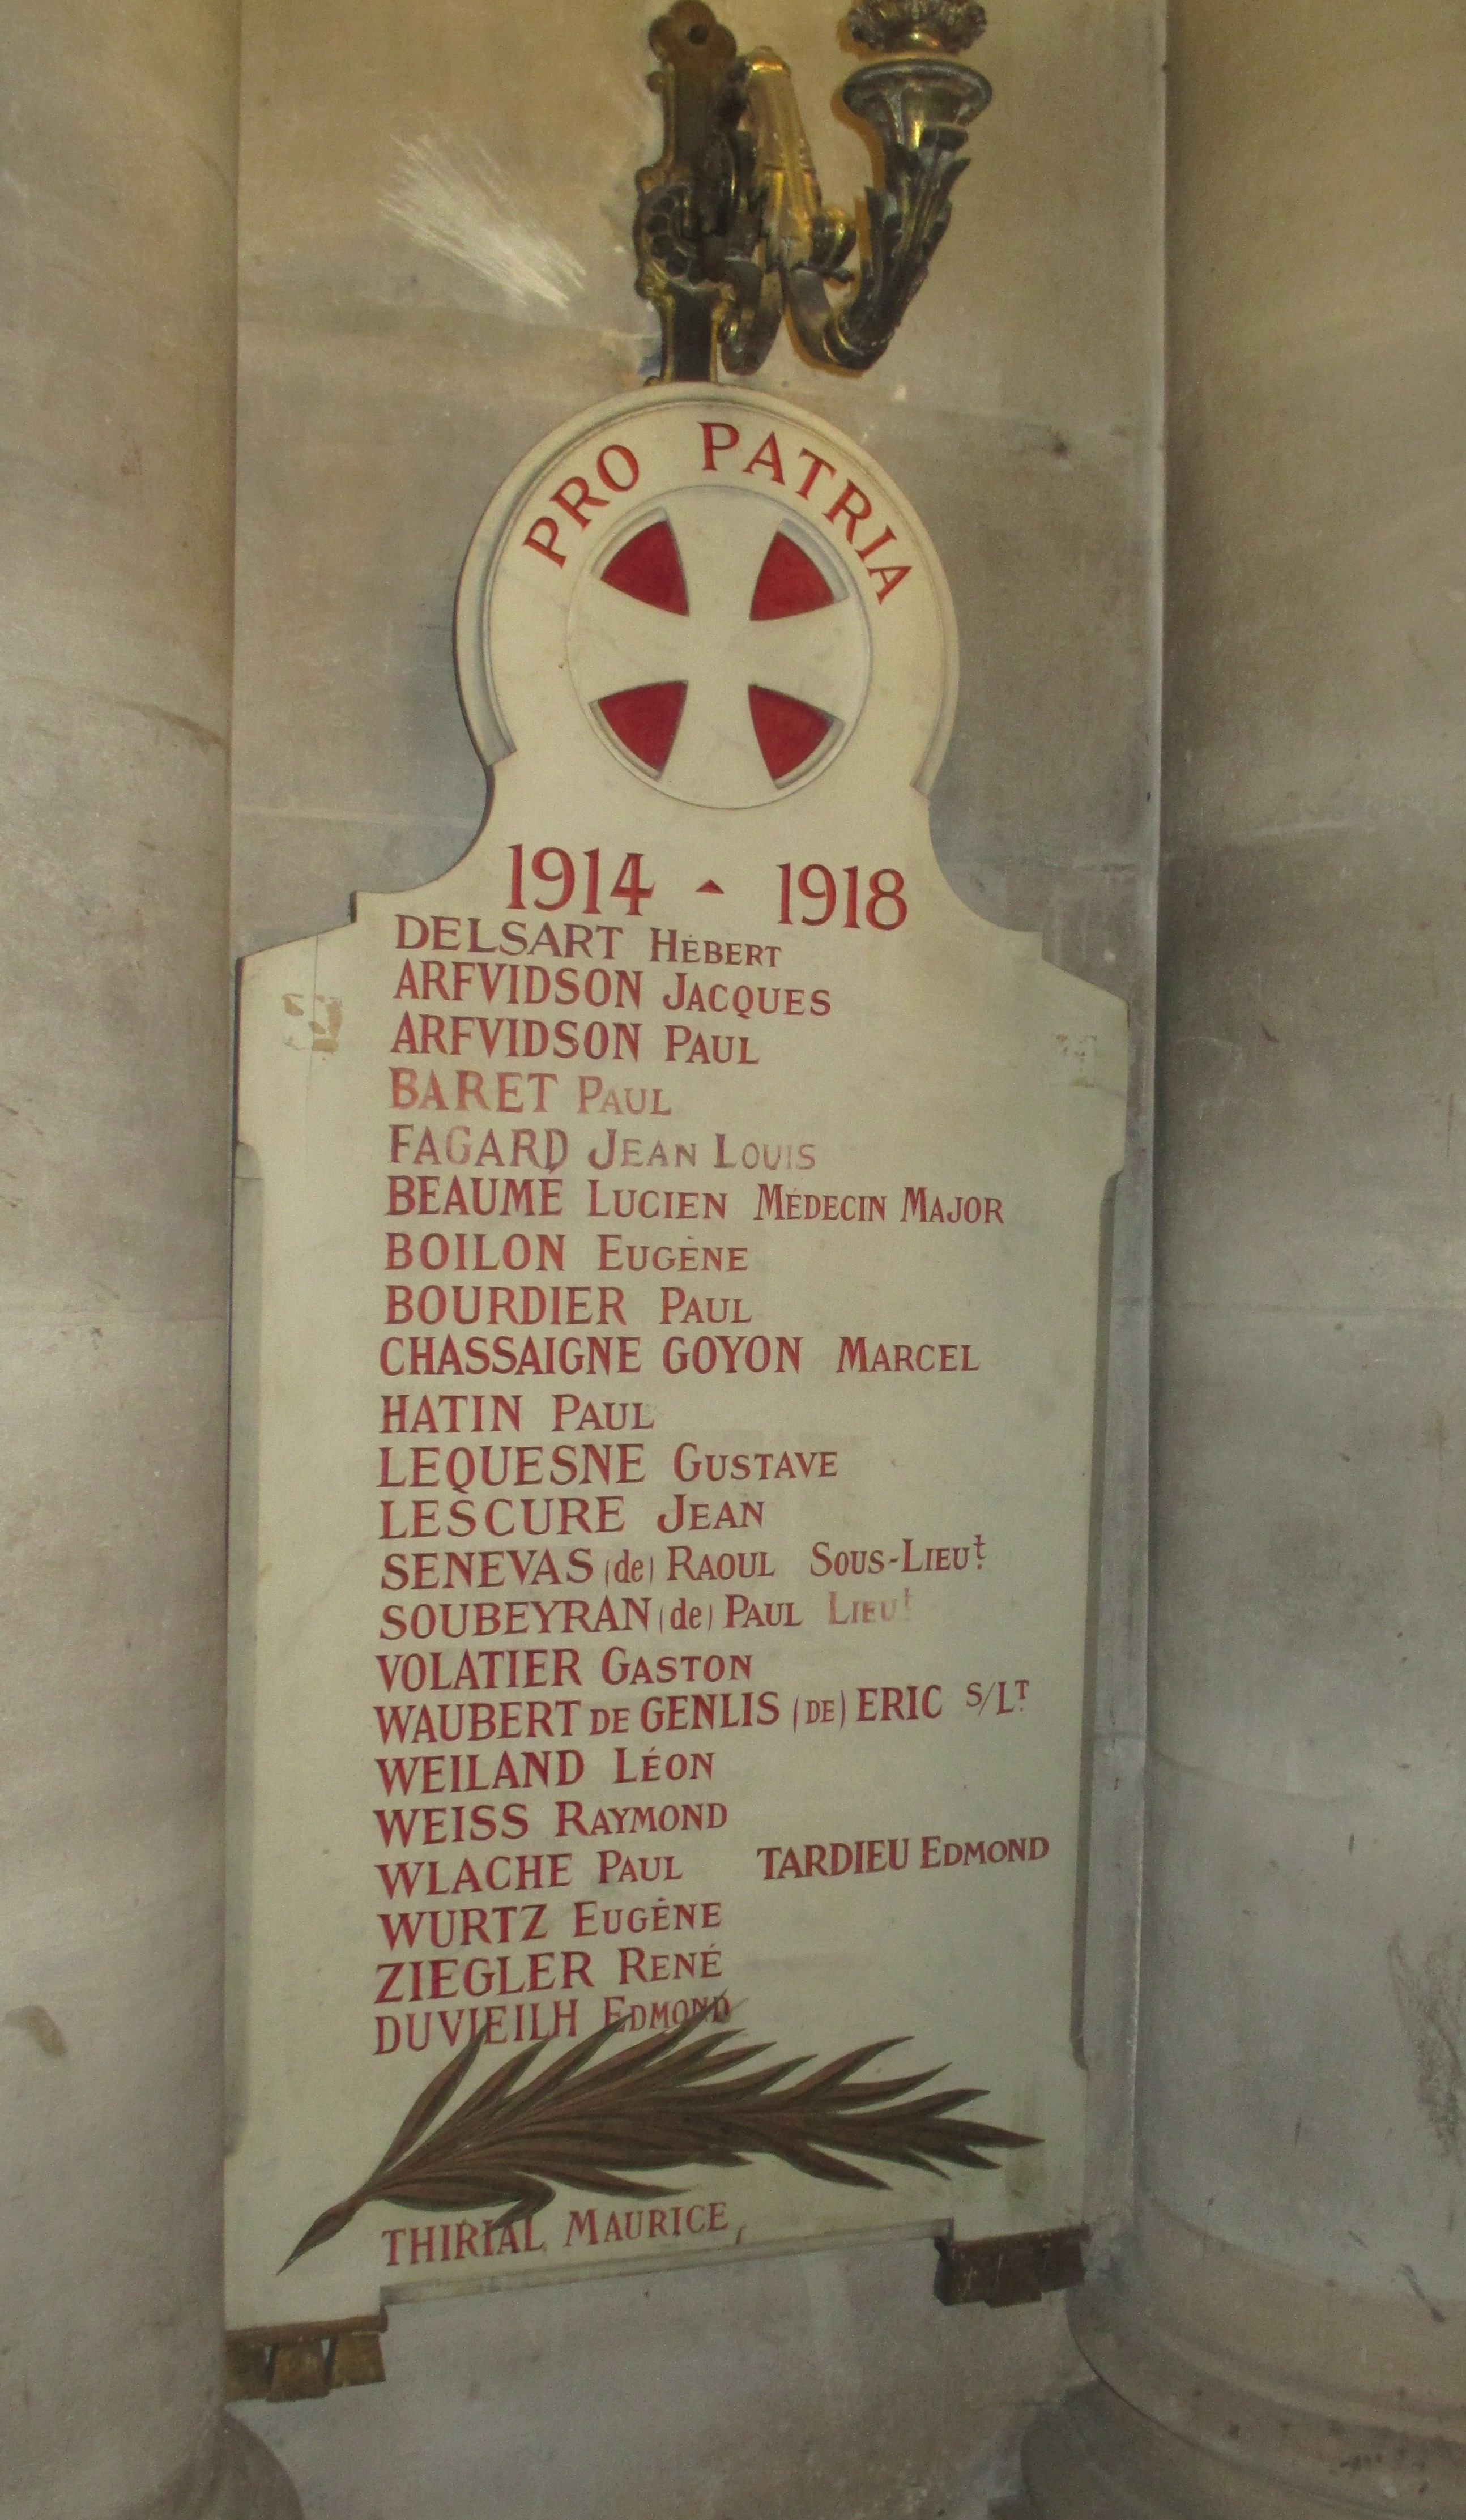 PRO PATRIA
1914 - 1918
DELSART HÉBERT
ARFVIDSON JACQUES
ARFVIDSON PAUL
BARET PAUL
FAGARD JEAN LOUIS
BEAUMÉ LUCIEN MÉDECIN MAJOR
BOILON EUGÈNE
BOURDIER PAUL
CHASSAIGNE GOYON MARCEL
HATIN PAUL
LEQUESNE GUSTAVE
LESCURE JEAN
SENEVAS (de) RAOUL SOUS-LIEUt.
SOUBEYRAN (de) PAUL LIEUt
VOLATIER GASTON
WAUBERT DE GENLIS (DE) ERIC S/LT.
WEILAND LÉON
WEISS RAYMOND
WLACHE PAUL TARDIEU EDMOND
WURTZ EUGÈNE
ZIEGLER RENÉ
DUVIEILH EDMOND
THIRIAL MAURICE